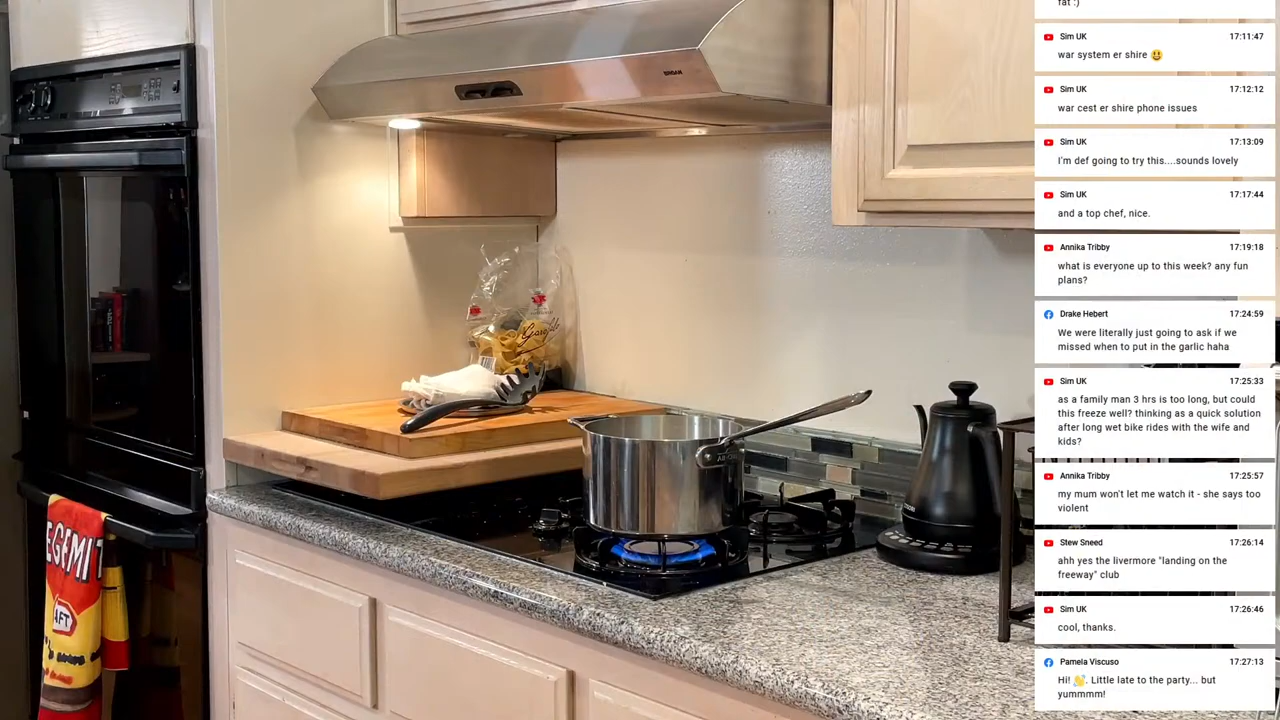 fat :)
Sim UK 17:11:47
war system er shire 😃
Sim UK 17:12:12
war cest er shire phone issues
Sim UK 17:13:09
I'm def going to try this....sounds lovely
Sim UK 17:17:44
and a top chef, nice.
Annika Tribby 17:19:18
what is everyone up to this week? any fun
plans?
Drake Hebert 17:24:59
We were literally just going to ask if we
missed when to put in the garlic haha
Sim UK 17:25:33
as a family man 3 hrs is too long, but could
this freeze well? thinking as a quick solution
after long wet bike rides with the wife and
kids?
Annika Tribby 17:25:57
my mum won't let me watch it - she says too
violent
Stew Sneed 17:26:14
ahh yes the livermore "landing on the
freeway" club
Sim UK 17:26:46
cool, thanks.
Pamela Viscuso 17:27:13
Hi! 👋. Little late to the party... but
yummmm!
EGEMIT
AFT
Garofalo